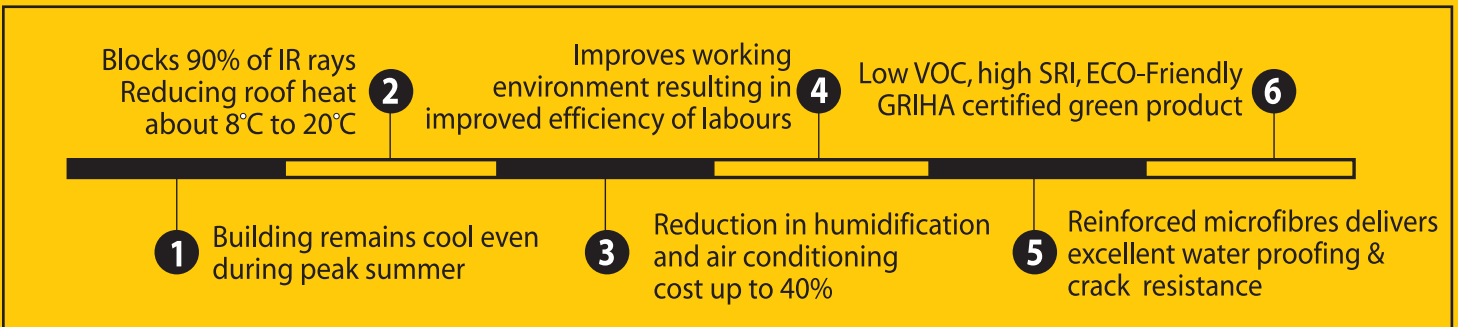 1
Building remains cool even
during peak summer
Blocks 90% of IR rays
Reducing roof heat
about 8°C to 20°C
2
3
Reduction in humidification
and air conditioning
cost up to 40%
Improves working
environment resulting in
improved efficiency of labours
4
5
Reinforced microfibres delivers
excellent water proofing &
crack resistance
Low VOC, high SRI, ECO-Friendly
GRIHA certified green product
6